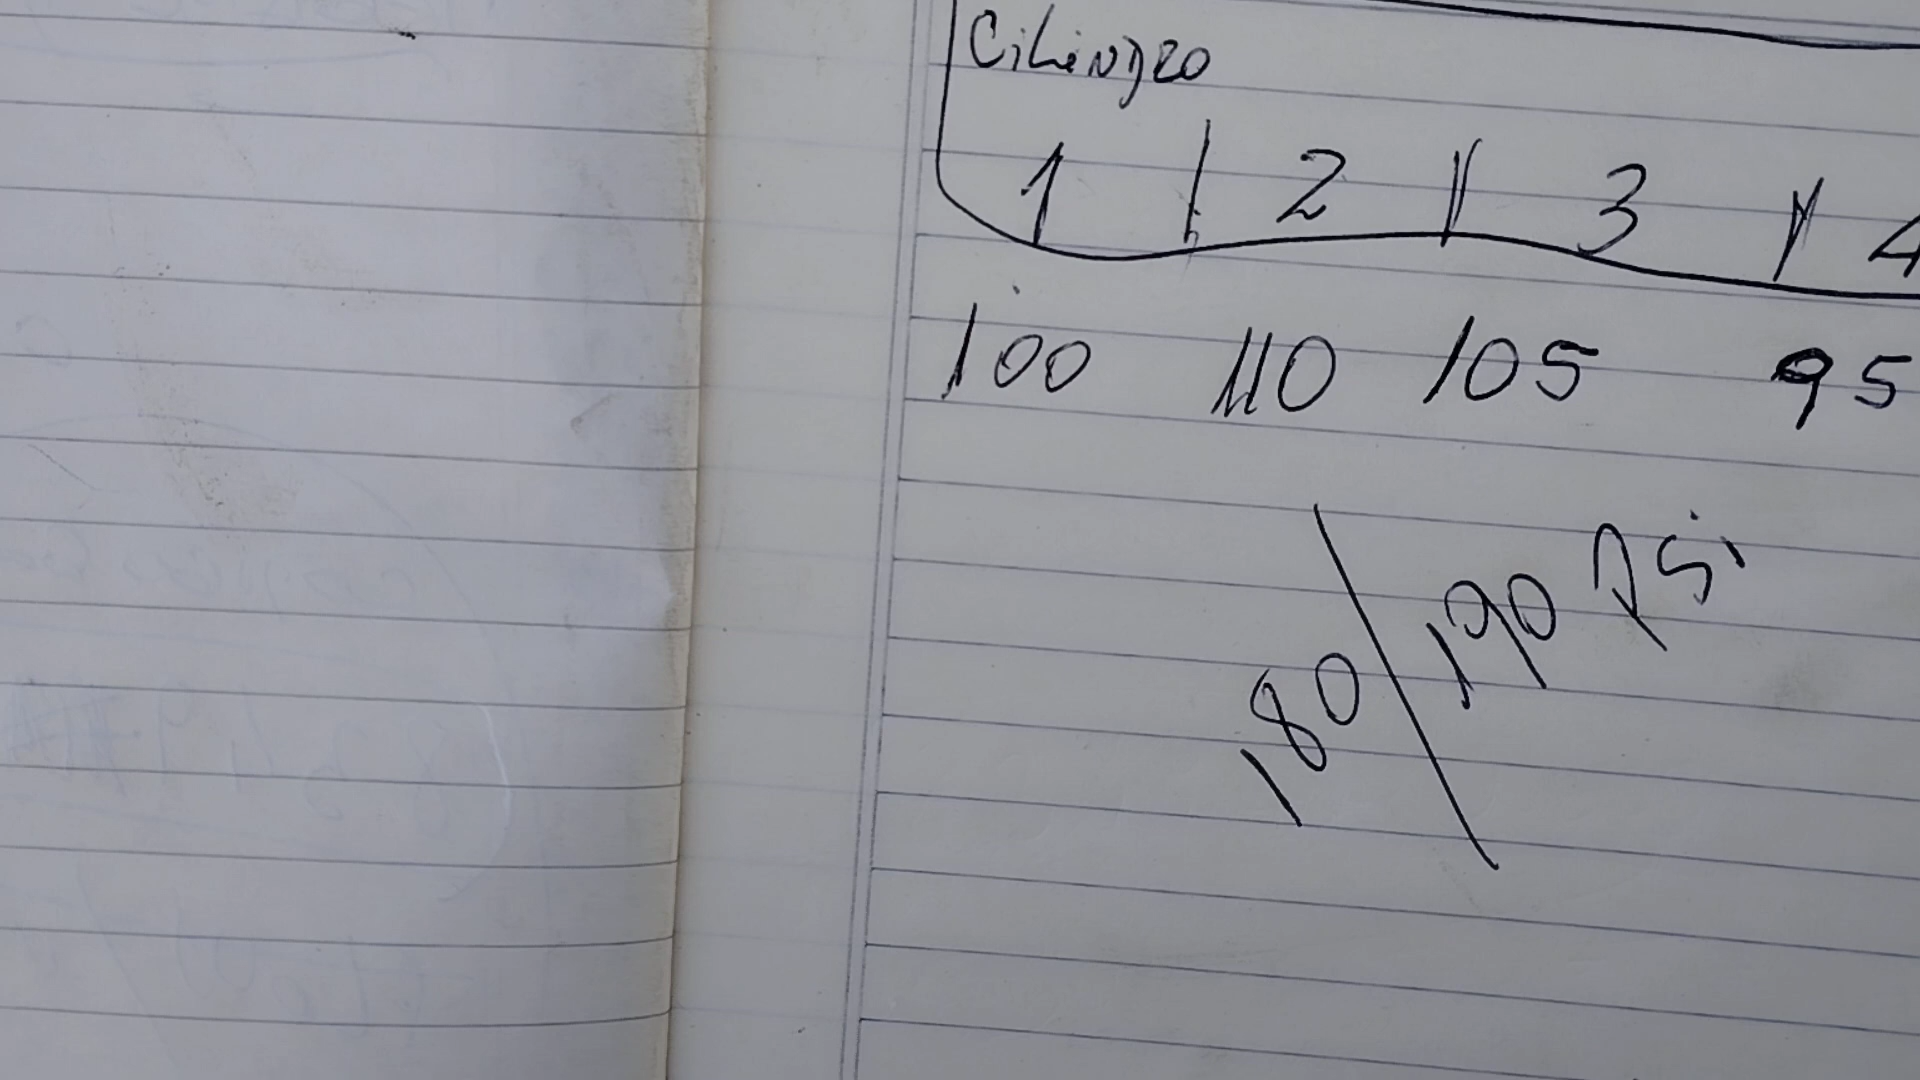 Cilindro
1 | 2 | 3 | 4
100 110 105 95
180/190 PSi